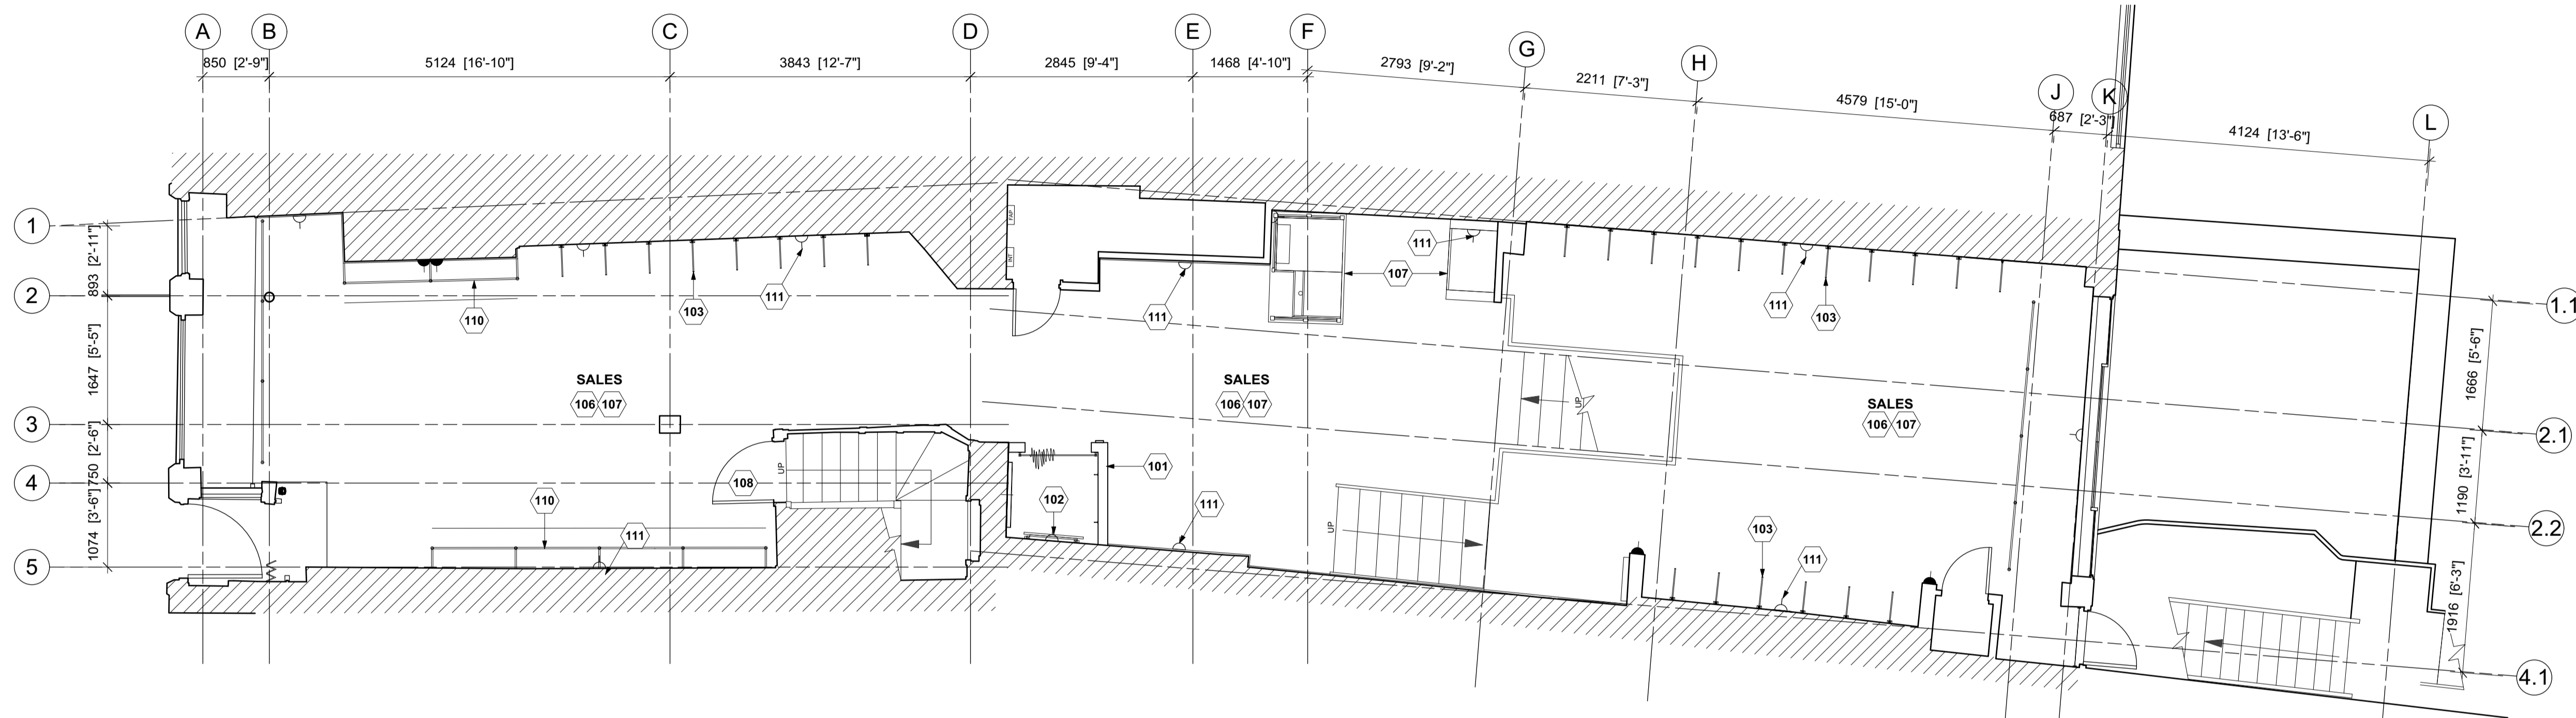 A
B
C
D
E
F
G
H
J
K
L
850 [2'-9"]
5124 [16'-10"]
3843 [12'-7"]
2845 [9'-4"]
1468 [4'-10"]
2793 [9'-2"]
2211 [7'-3"]
4579 [15'-0"]
687 [2'-3"]
4124 [13'-6"]
1
2
3
4
5
893 [2'-11"]
1647 [5'-5"]
750 [2'-6"]
1074 [3'-6"]
1.1
2.1
2.2
4.1
1666 [5'-6"]
1190 [3'-11"]
1916 [6'-3"]
FAP
INT
110
103
111
111
111
107
111
103
SALES
106 107
SALES
106 107
SALES
106 107
UP
UP
UP
108
101
102
110
111
111
103
111